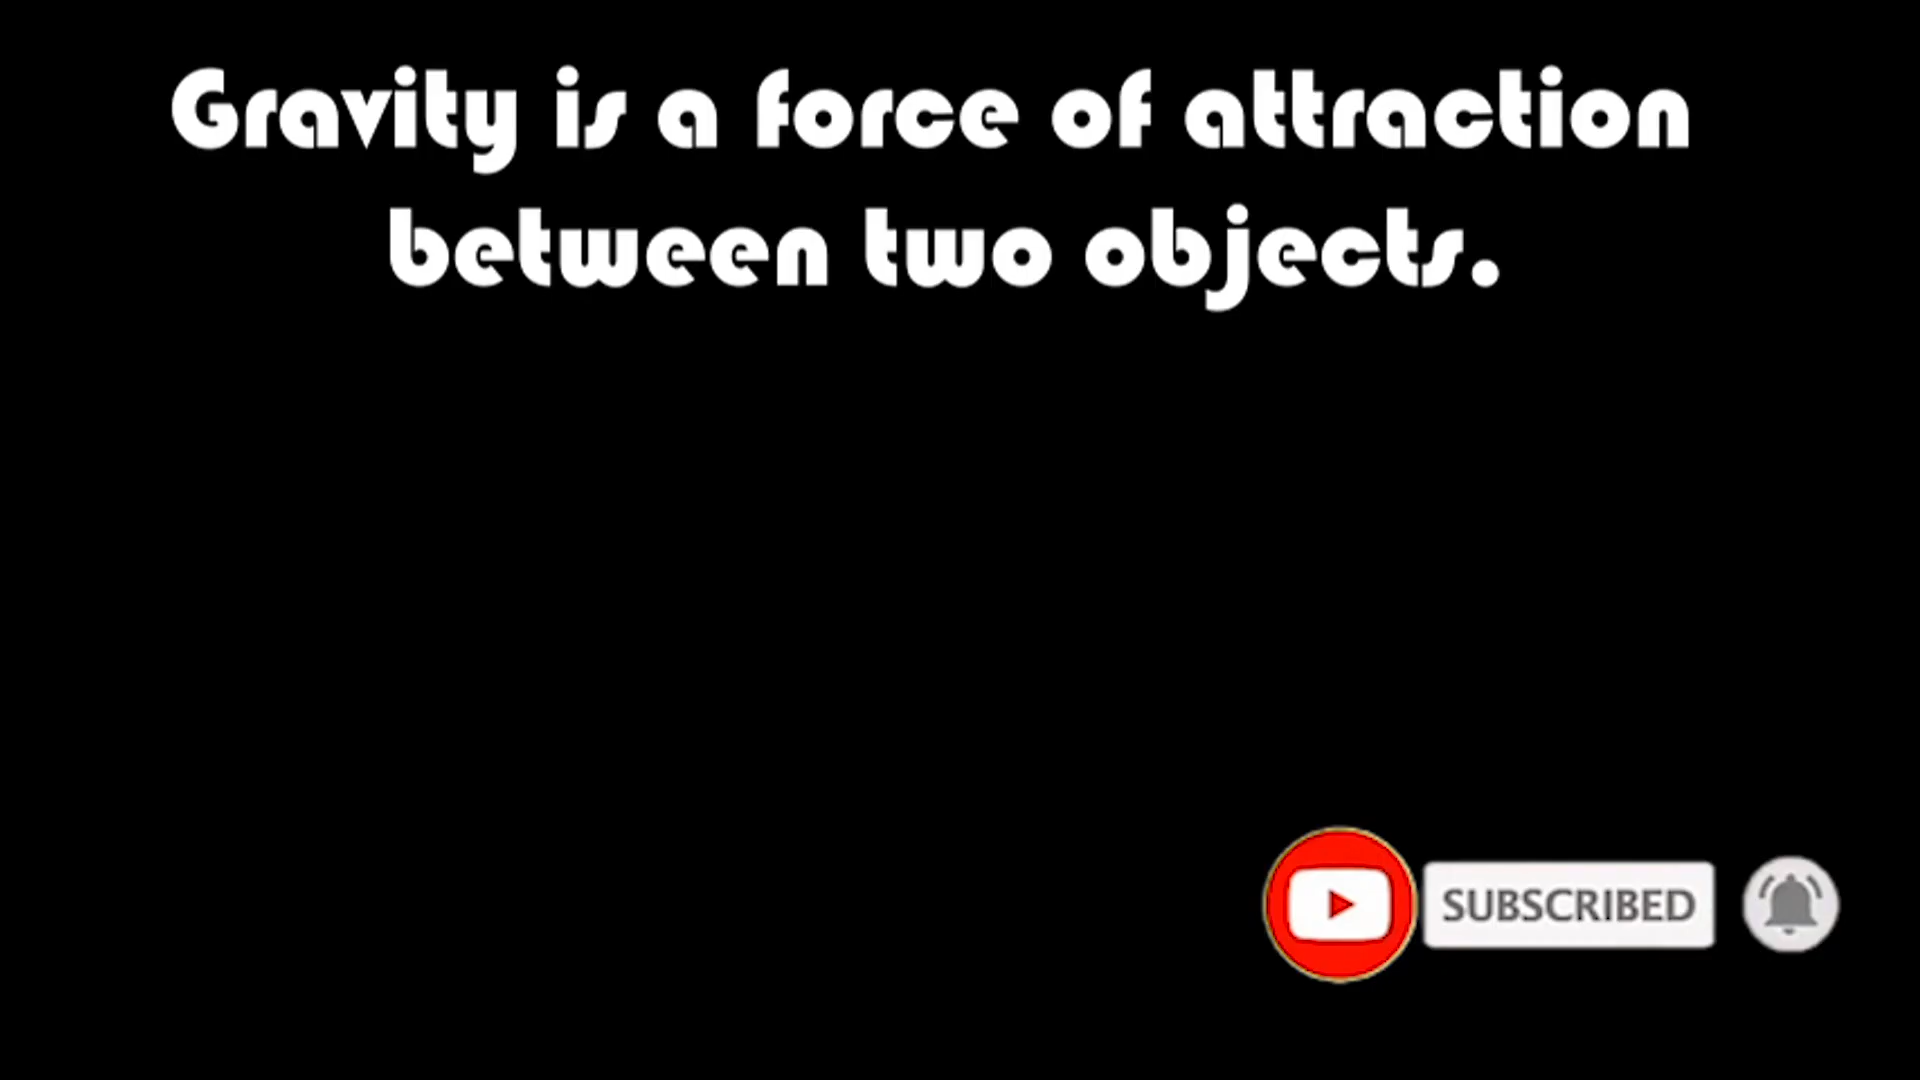 Gravity is a force of attraction
between two objects.
SUBSCRIBED